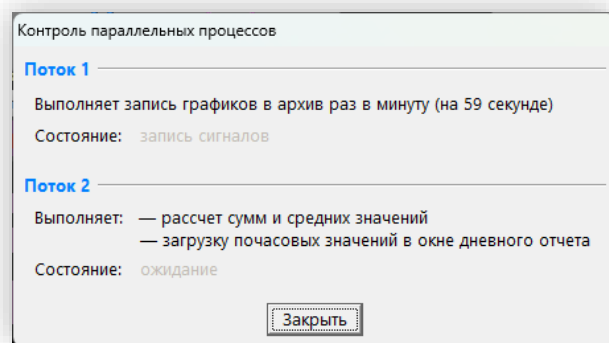 Контроль параллельных процессов
Поток 1
Выполняет запись графиков в архив раз в минуту (на 59 секунде)
Состояние: запись сигналов
Поток 2
Выполняет: — рассчет сумм и средних значений
— загрузку почасовых значений в окне дневного отчета
Состояние: ожидание
Закрыть